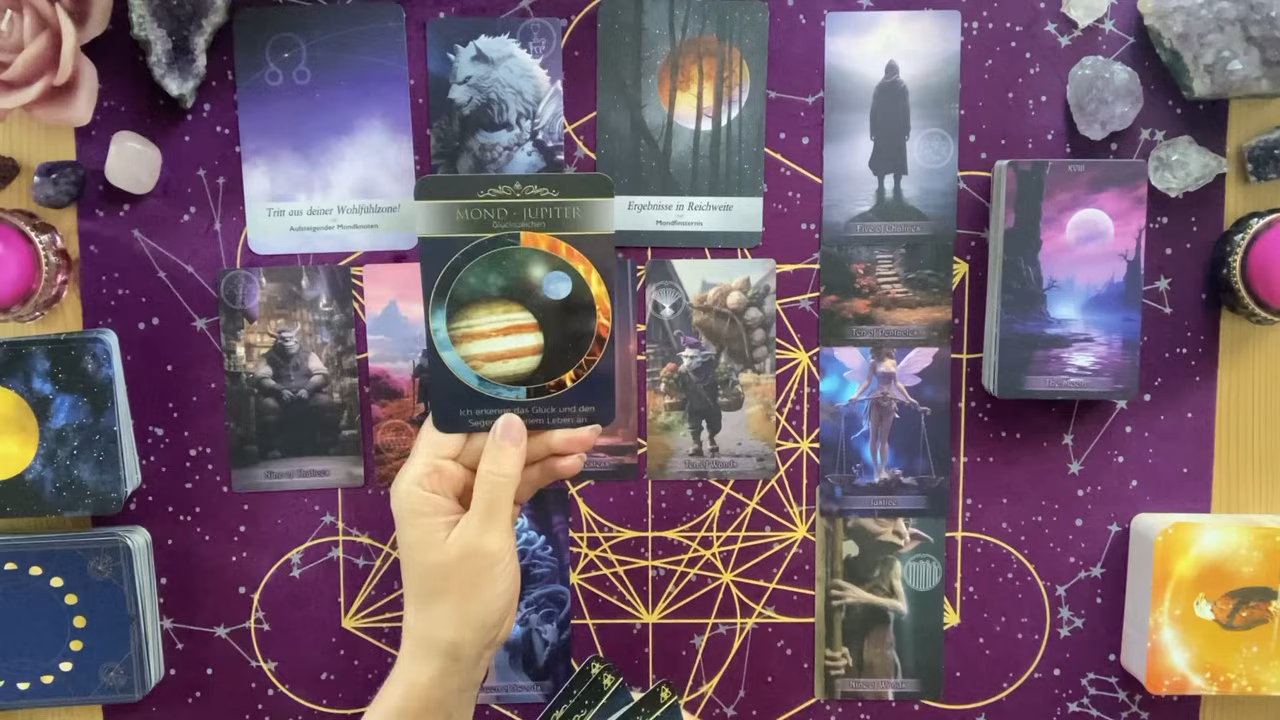 Tritt aus deiner Wohlfühlzone!
Aufsteigender Mondknoten
Ergebnisse in Reichweite
Mondfinsternis
MOND · JUPITER
Glückszeichen
Ich erkenne das Glück und den
an
Five of Chalices
Ten of Pentacles
Justice
Nine of Wands
XVIII
The Moon
Nine of Chalices
Ten of Wands